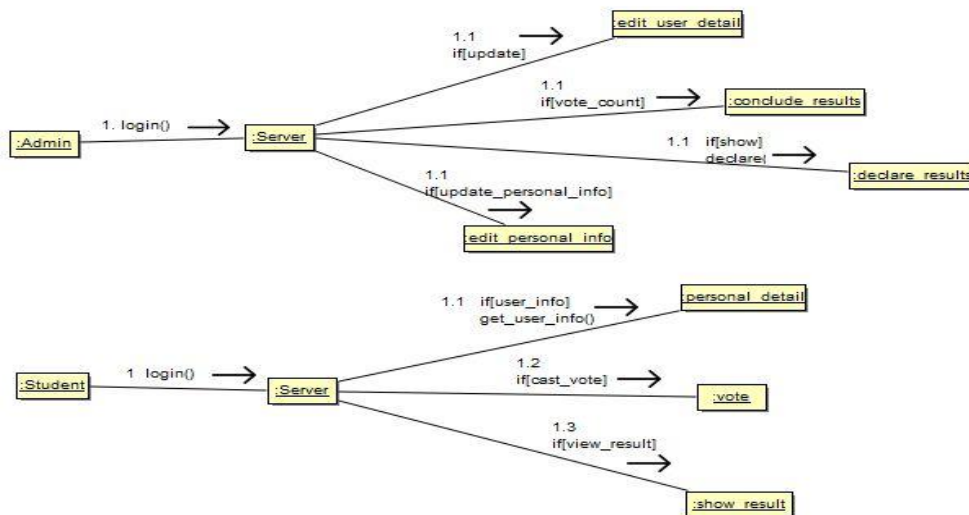 :edit_user_detail
1.1
if[update]
1.1
if[vote_count]
:conclude_results
1. login()
:Server
:Admin
1.1 if[show]
declare(
:declare_results
1.1
if[update_personal_info]
:edit_personal_info
1.1 if[user_info]
get_user_info()
:personal_detail
1 login()
:Student
:Server
1.2
if[cast_vote]
:vote
1.3
if[view_result]
:show_result